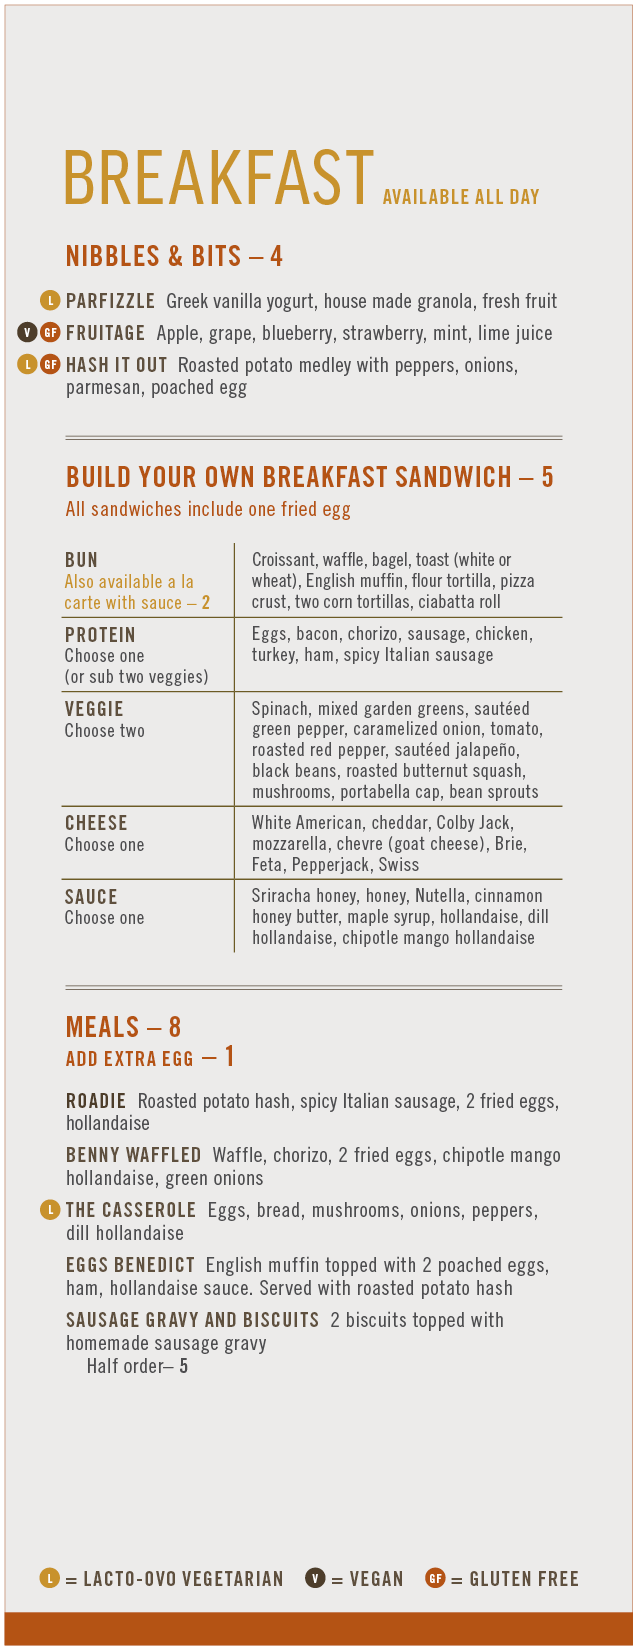 BREAKFAST AVAILABLE ALL DAY
NIBBLES & BITS – 4
L PARFIZZLE Greek vanilla yogurt, house made granola, fresh fruit
V GF FRUITAGE Apple, grape, blueberry, strawberry, mint, lime juice
L GF HASH IT OUT Roasted potato medley with peppers, onions,
parmesan, poached egg
BUILD YOUR OWN BREAKFAST SANDWICH – 5
All sandwiches include one fried egg
BUN
Also available a la
carte with sauce – 2
Croissant, waffle, bagel, toast (white or
wheat), English muffin, flour tortilla, pizza
crust, two corn tortillas, ciabatta roll
PROTEIN
Choose one
(or sub two veggies)
Eggs, bacon, chorizo, sausage, chicken,
turkey, ham, spicy Italian sausage
VEGGIE
Choose two
Spinach, mixed garden greens, sautéed
green pepper, caramelized onion, tomato,
roasted red pepper, sautéed jalapeño,
black beans, roasted butternut squash,
mushrooms, portabella cap, bean sprouts
CHEESE
Choose one
White American, cheddar, Colby Jack,
mozzarella, chevre (goat cheese), Brie,
Feta, Pepperjack, Swiss
SAUCE
Choose one
Sriracha honey, honey, Nutella, cinnamon
honey butter, maple syrup, hollandaise, dill
hollandaise, chipotle mango hollandaise
MEALS – 8
ADD EXTRA EGG – 1
ROADIE Roasted potato hash, spicy Italian sausage, 2 fried eggs,
hollandaise
BENNY WAFFLED Waffle, chorizo, 2 fried eggs, chipotle mango
hollandaise, green onions
L THE CASSEROLE Eggs, bread, mushrooms, onions, peppers,
dill hollandaise
EGGS BENEDICT English muffin topped with 2 poached eggs,
ham, hollandaise sauce. Served with roasted potato hash
SAUSAGE GRAVY AND BISCUITS 2 biscuits topped with
homemade sausage gravy
Half order– 5
L = LACTO-OVO VEGETARIAN V = VEGAN GF = GLUTEN FREE